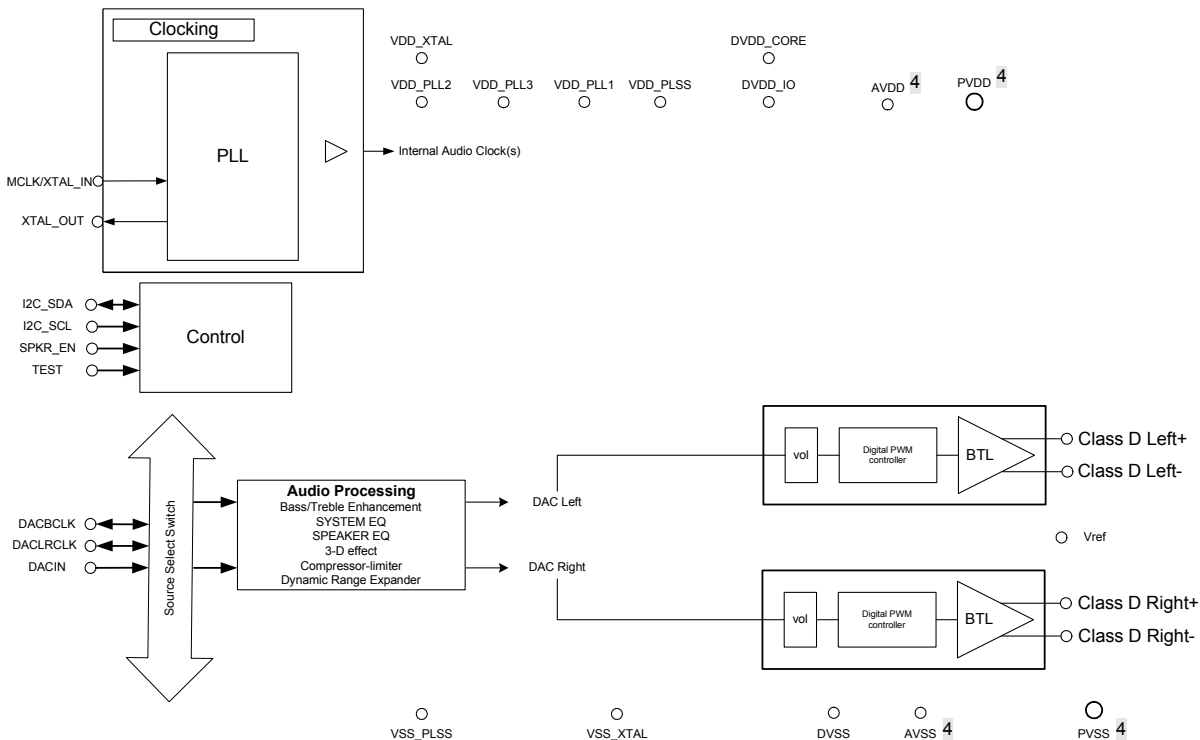 Clocking
PLL
MCLK/XTAL_IN
XTAL_OUT
Internal Audio Clock(s)
VDD_XTAL
DVDD_CORE
VDD_PLL2
VDD_PLL3
VDD_PLL1
VDD_PLSS
DVDD_IO
AVDD 4
PVDD 4
I2C_SDA
I2C_SCL
SPKR_EN
TEST
Control
DACBCLK
DACLRCLK
DACIN
Source Select Switch
Audio Processing
Bass/Treble Enhancement
SYSTEM EQ
SPEAKER EQ
3-D effect
Compressor-limiter
Dynamic Range Expander
DAC Left
DAC Right
vol
Digital PWM
controller
BTL
Class D Left+
Class D Left-
Vref
vol
Digital PWM
controller
BTL
Class D Right+
Class D Right-
VSS_PLSS
VSS_XTAL
DVSS
AVSS 4
PVSS 4